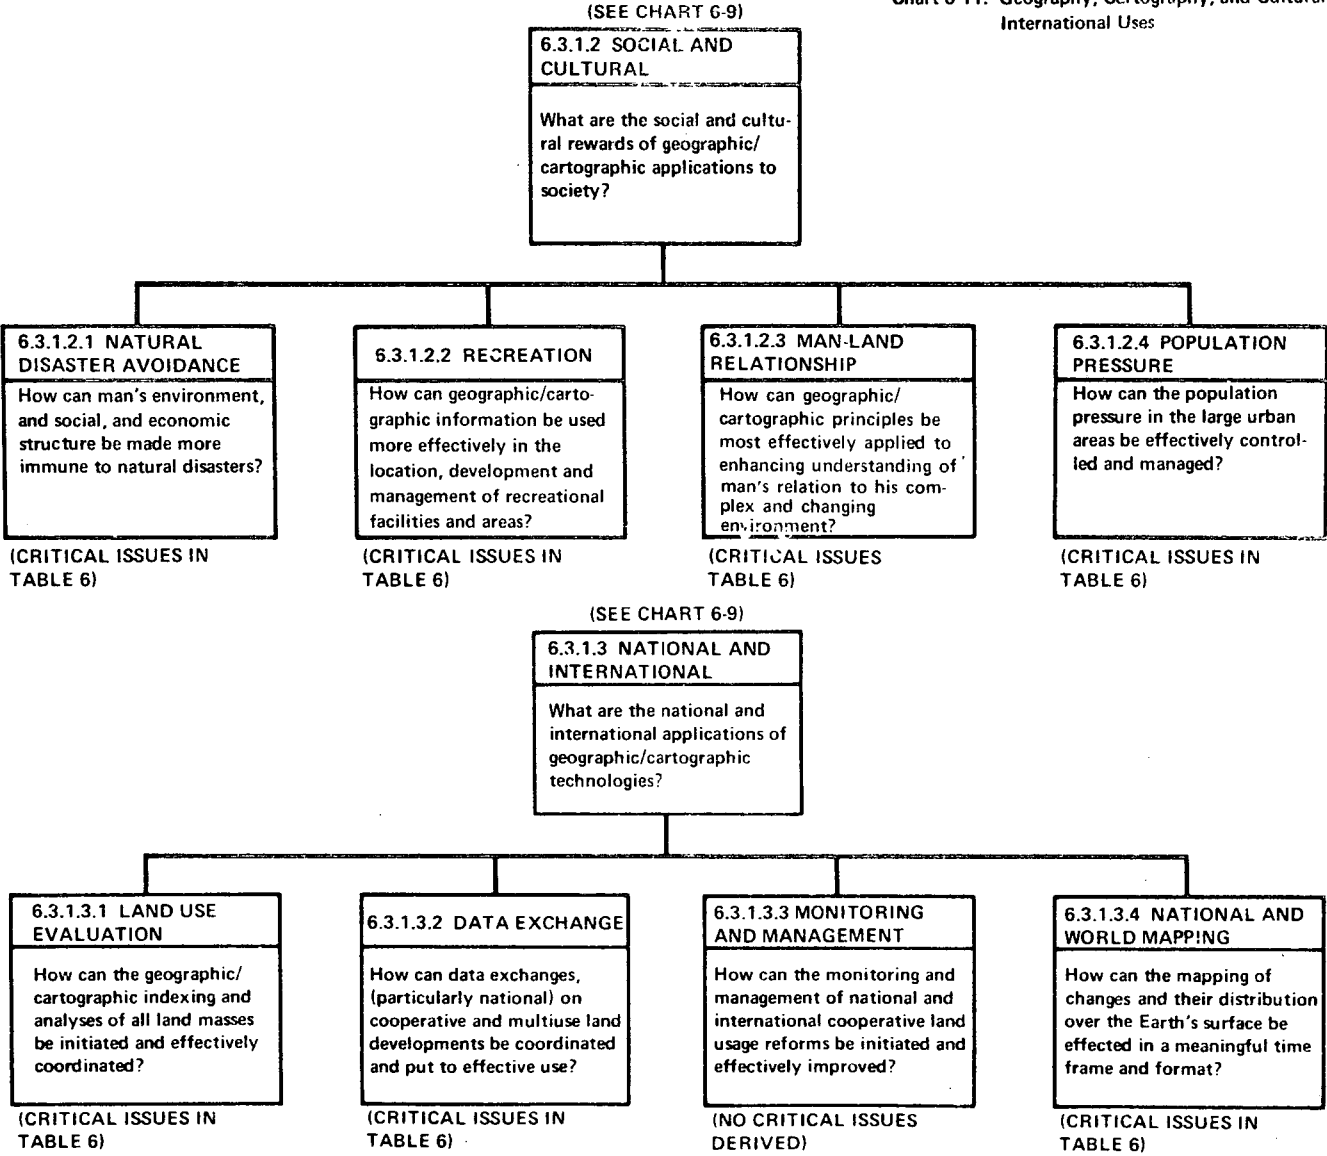 Chart 6-11. Geography, Cartography, and Cultural
International Uses
(SEE CHART 6-9)
6.3.1.2 SOCIAL AND
CULTURAL
What are the social and cultu-
ral rewards of geographic/
cartographic applications to
society?
6.3.1.2.1 NATURAL
DISASTER AVOIDANCE
How can man's environment,
and social, and economic
structure be made more
immune to natural disasters?
(CRITICAL ISSUES IN
TABLE 6)
6.3.1.2.2 RECREATION
How can geographic/carto-
graphic information be used
more effectively in the
location, development and
management of recreational
facilities and areas?
(CRITICAL ISSUES IN
TABLE 6)
6.3.1.2.3 MAN-LAND
RELATIONSHIP
How can geographic/
cartographic principles be
most effectively applied to
enhancing understanding of
man's relation to his com-
plex and changing
environment?
(CRITICAL ISSUES
TABLE 6)
6.3.1.2.4 POPULATION
PRESSURE
How can the population
pressure in the large urban
areas be effectively control-
led and managed?
(CRITICAL ISSUES IN
TABLE 6)
(SEE CHART 6-9)
6.3.1.3 NATIONAL AND
INTERNATIONAL
What are the national and
international applications of
geographic/cartographic
technologies?
6.3.1.3.1 LAND USE
EVALUATION
How can the geographic/
cartographic indexing and
analyses of all land masses
be initiated and effectively
coordinated?
(CRITICAL ISSUES IN
TABLE 6)
6.3.1.3.2 DATA EXCHANGE
How can data exchanges,
(particularly national) on
cooperative and multiuse land
developments be coordinated
and put to effective use?
(CRITICAL ISSUES IN
TABLE 6)
6.3.1.3.3 MONITORING
AND MANAGEMENT
How can the monitoring and
management of national and
international cooperative land
usage reforms be initiated and
effectively improved?
(NO CRITICAL ISSUES
DERIVED)
6.3.1.3.4 NATIONAL AND
WORLD MAPPING
How can the mapping of
changes and their distribution
over the Earth's surface be
effected in a meaningful time
frame and format?
(CRITICAL ISSUES IN
TABLE 6)